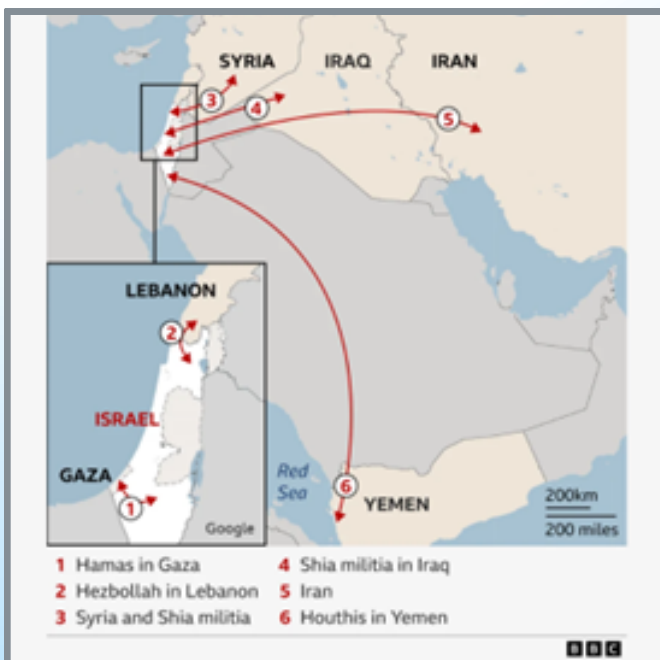 SYRIA IRAQ IRAN
3
4
5
LEBANON
2
ISRAEL
GAZA
1
Google
Red
Sea
6
YEMEN
200km
200 miles
1 Hamas in Gaza
2 Hezbollah in Lebanon
3 Syria and Shia militia
4 Shia militia in Iraq
5 Iran
6 Houthis in Yemen
BBC